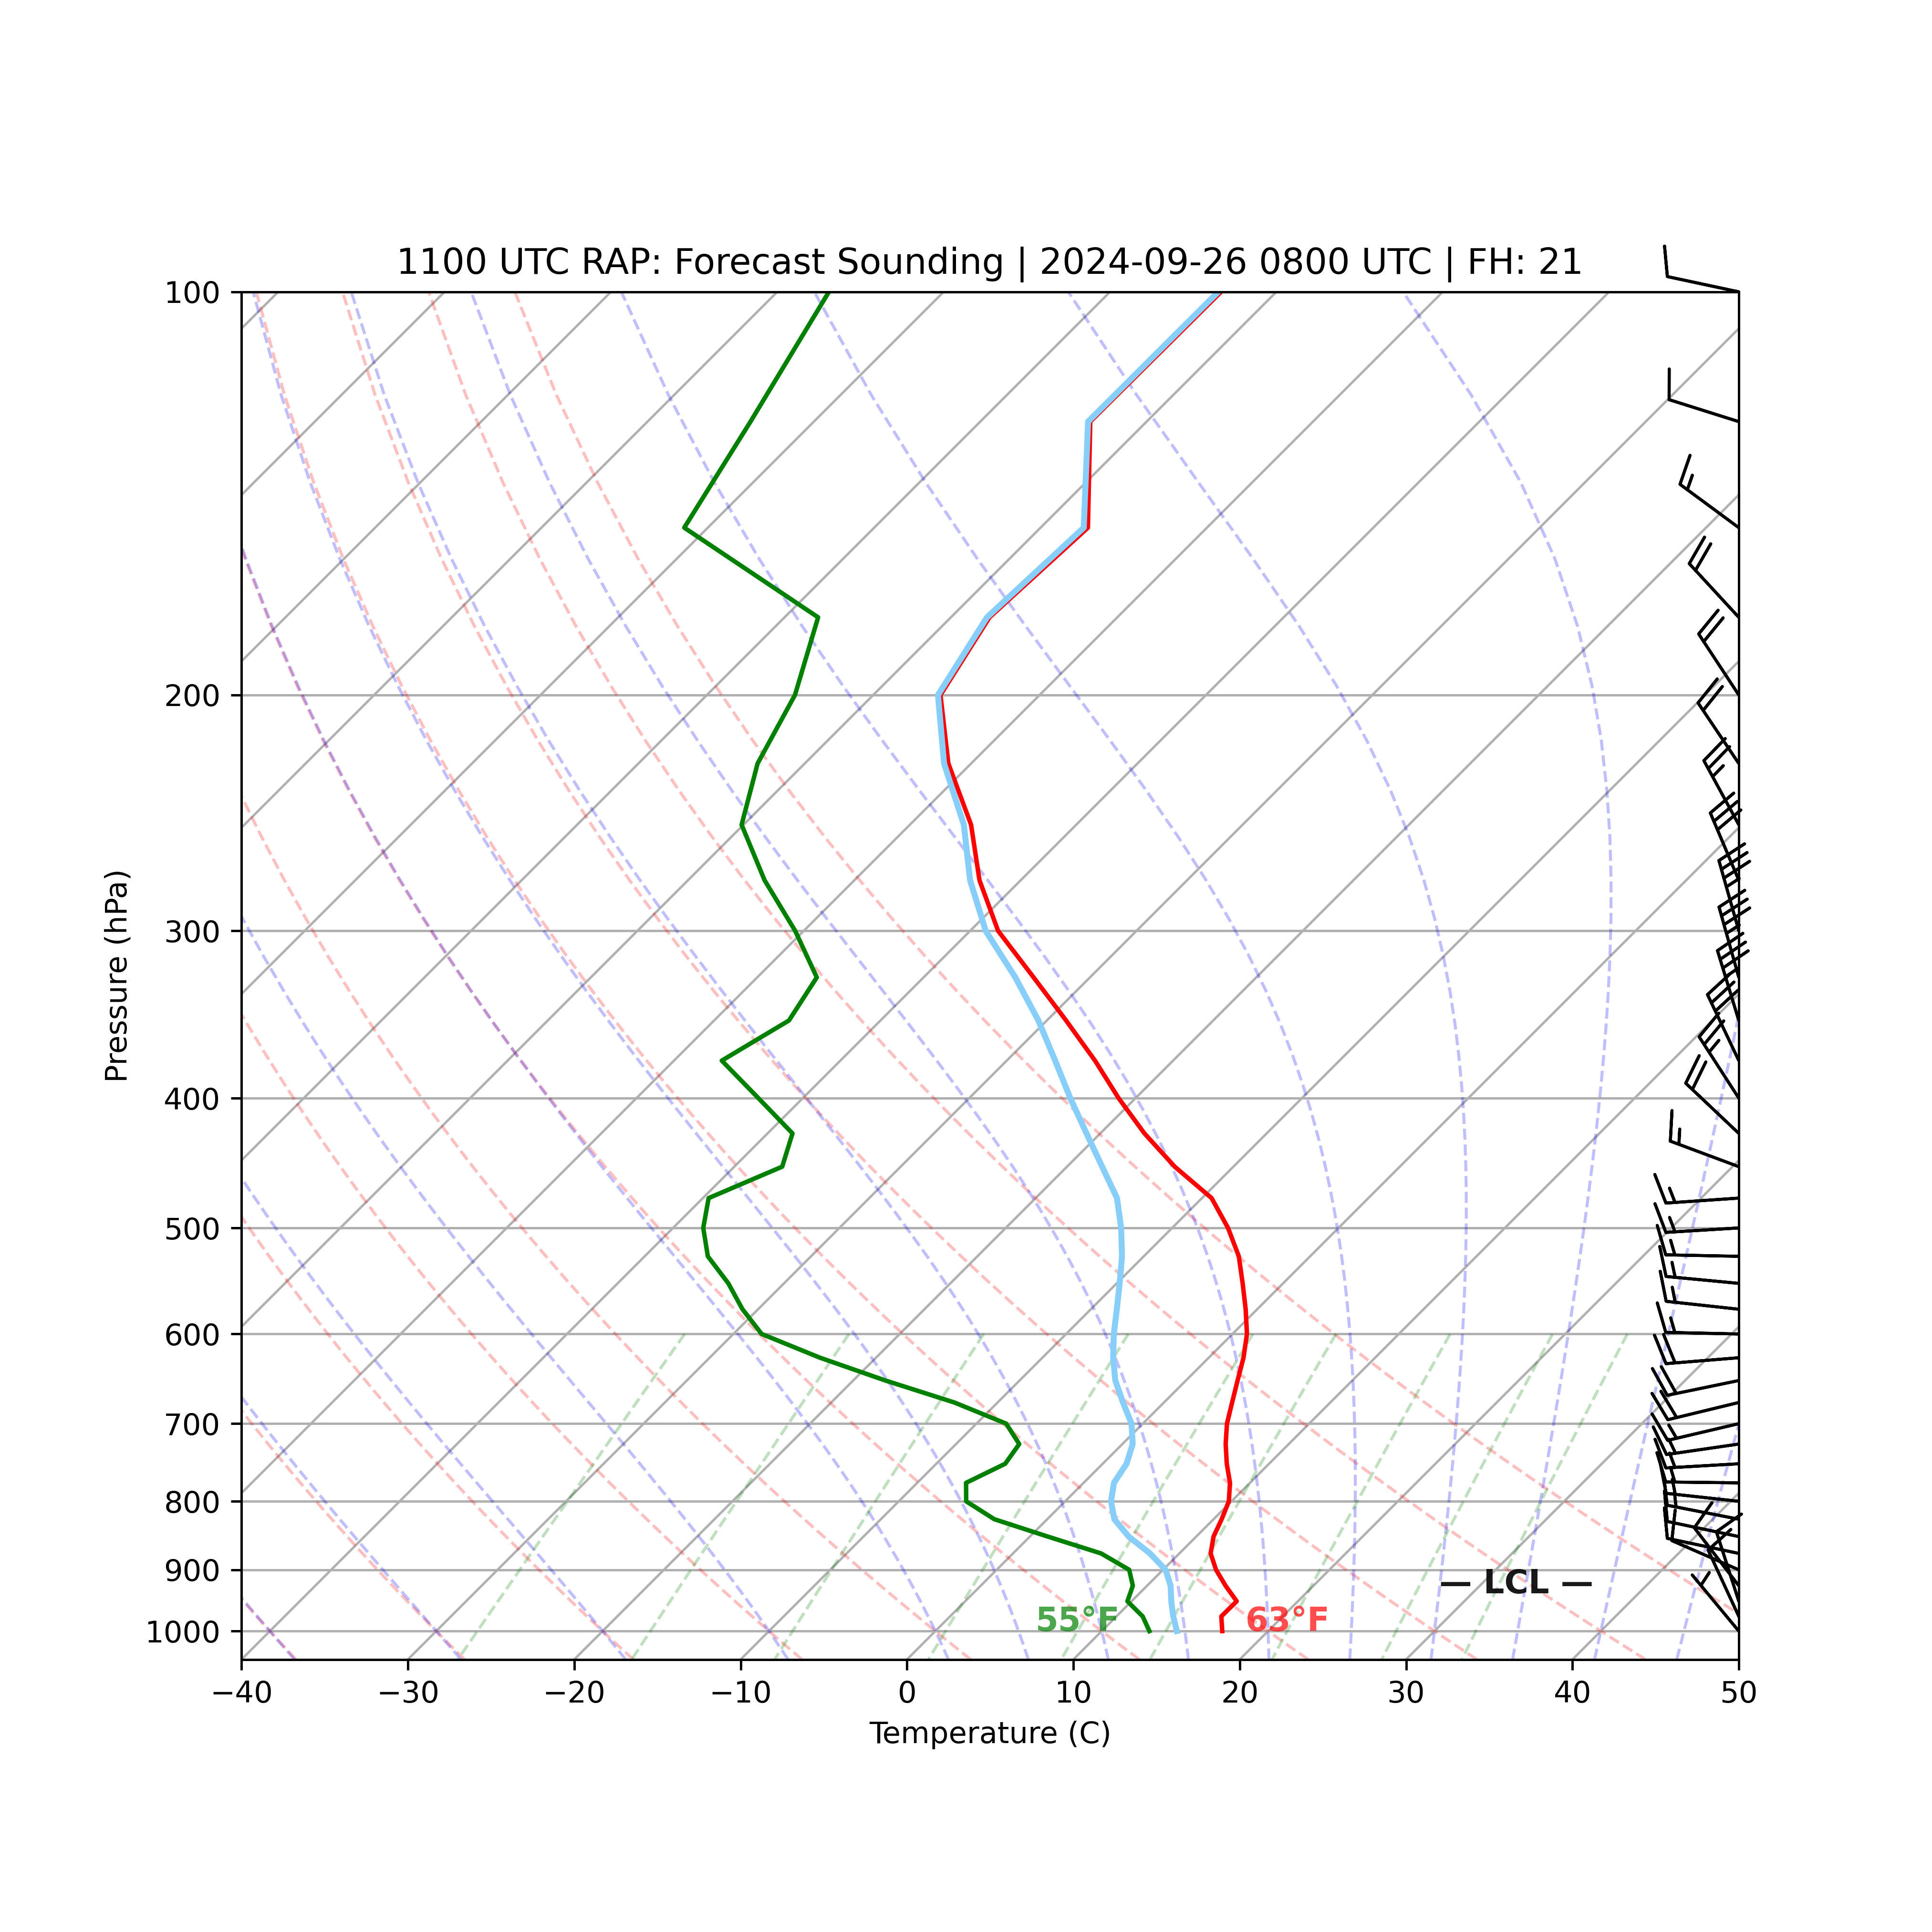 1100 UTC RAP: Forecast Sounding | 2024-09-26 0800 UTC | FH: 21
100
200
300
400
500
600
700
800
900
1000
Pressure (hPa)
— LCL —
55°F
63°F
−40 −30 −20 −10 0 10 20 30 40 50
Temperature (C)